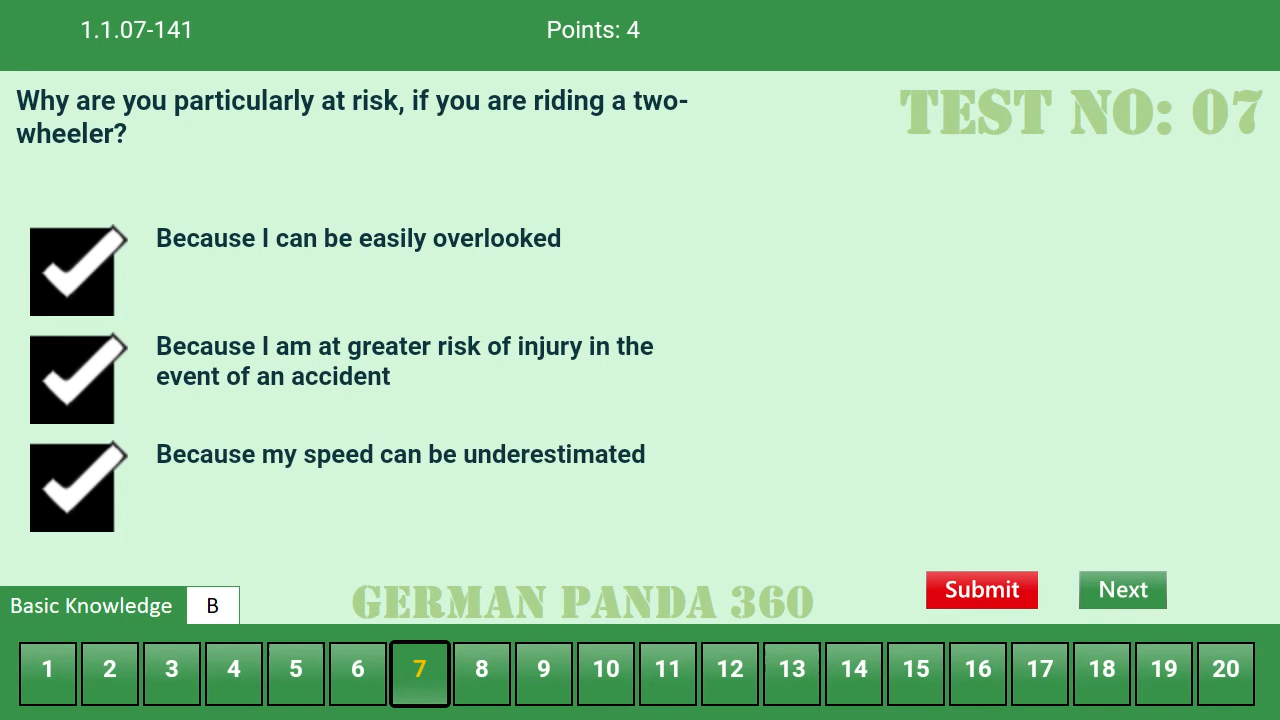 1.1.07-141
Points: 4
Why are you particularly at risk, if you are riding a two-
wheeler?
TEST NO: 07
Because I can be easily overlooked
Because I am at greater risk of injury in the
event of an accident
Because my speed can be underestimated
Submit
Next
Basic Knowledge
B
GERMAN PANDA 360
1 2 3 4 5 6 7 8 9 10 11 12 13 14 15 16 17 18 19 20